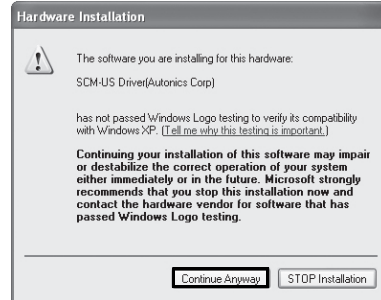 Hardware Installation
The software you are installing for this hardware:
SCM-US Driver(Autonics Corp)
has not passed Windows Logo testing to verify its compatibility
with Windows XP. (Tell me why this testing is important.)
Continuing your installation of this software may impair
or destabilize the correct operation of your system
either immediately or in the future. Microsoft strongly
recommends that you stop this installation now and
contact the hardware vendor for software that has
passed Windows Logo testing.
Continue Anyway STOP Installation